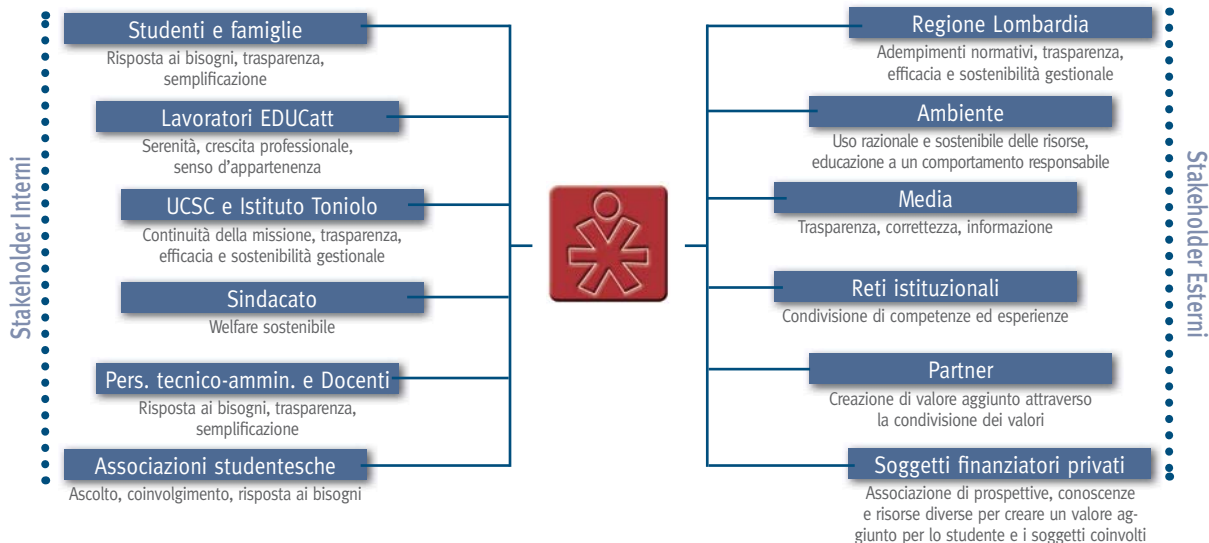 Stakeholder Interni
Studenti e famiglie
Risposta ai bisogni, trasparenza,
semplificazione
Lavoratori EDUCatt
Serenità, crescita professionale,
senso d'appartenenza
UCSC e Istituto Toniolo
Continuità della missione, trasparenza,
efficacia e sostenibilità gestionale
Sindacato
Welfare sostenibile
Pers. tecnico-ammin. e Docenti
Risposta ai bisogni, trasparenza,
semplificazione
Associazioni studentesche
Ascolto, coinvolgimento, risposta ai bisogni
Regione Lombardia
Adempimenti normativi, trasparenza,
efficacia e sostenibilità gestionale
Ambiente
Uso razionale e sostenibile delle risorse,
educazione a un comportamento responsabile
Media
Trasparenza, correttezza, informazione
Reti istituzionali
Condivisione di competenze ed esperienze
Partner
Creazione di valore aggiunto attraverso
la condivisione dei valori
Soggetti finanziatori privati
Associazione di prospettive, conoscenze
e risorse diverse per creare un valore ag-
giunto per lo studente e i soggetti coinvolti
Stakeholder Esterni